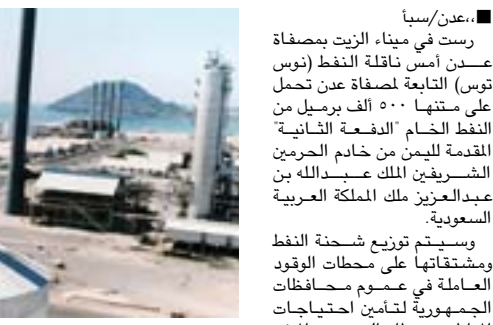 ■،،عدن/سبأ
رست في ميناء الزيت بمصفاة
عدن أمس ناقلة النفط (نوس
توس) التابعة لمصفاة عدن تحمل
على متنها ٥٠٠ ألف برميل من
النفط الخام "الدفعة الثانية"
المقدمة لليمن من خادم الحرمين
الشريفين الملك عبدالله بن
عبدالعزيز ملك المملكة العربية
السعودية.
وسيتم توزيع شحنة النفط
ومشتقاتها على محطات الوقود
العاملة في عموم محافظات
الجمهورية لتأمين احتياجات